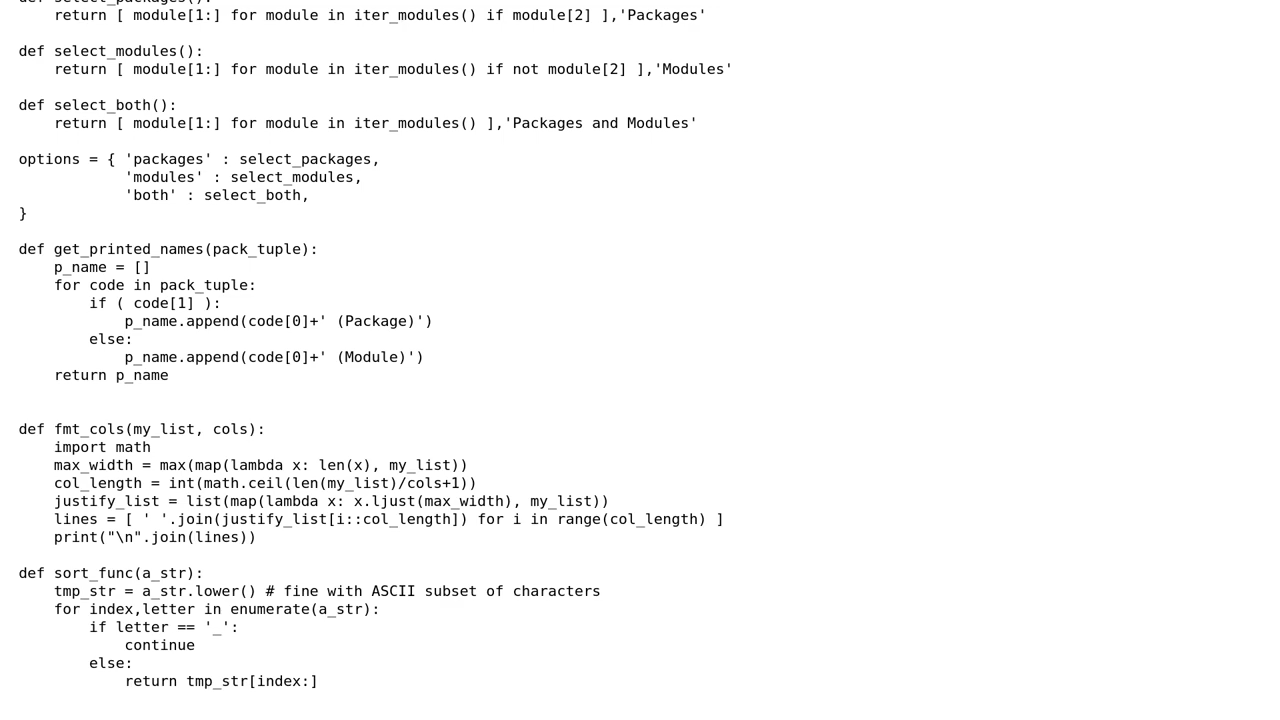 def select_packages():
    return [ module[1:] for module in iter_modules() if module[2] ],'Packages'

def select_modules():
    return [ module[1:] for module in iter_modules() if not module[2] ],'Modules'

def select_both():
    return [ module[1:] for module in iter_modules() ],'Packages and Modules'

options = { 'packages' : select_packages,
            'modules' : select_modules,
            'both' : select_both,
}

def get_printed_names(pack_tuple):
    p_name = []
    for code in pack_tuple:
        if ( code[1] ):
            p_name.append(code[0]+' (Package)')
        else:
            p_name.append(code[0]+' (Module)')
    return p_name


def fmt_cols(my_list, cols):
    import math
    max_width = max(map(lambda x: len(x), my_list))
    col_length = int(math.ceil(len(my_list)/cols+1))
    justify_list = list(map(lambda x: x.ljust(max_width), my_list))
    lines = [ ' '.join(justify_list[i::col_length]) for i in range(col_length) ]
    print("\n".join(lines))

def sort_func(a_str):
    tmp_str = a_str.lower() # fine with ASCII subset of characters
    for index,letter in enumerate(a_str):
        if letter == '_':
            continue
        else:
            return tmp_str[index:]